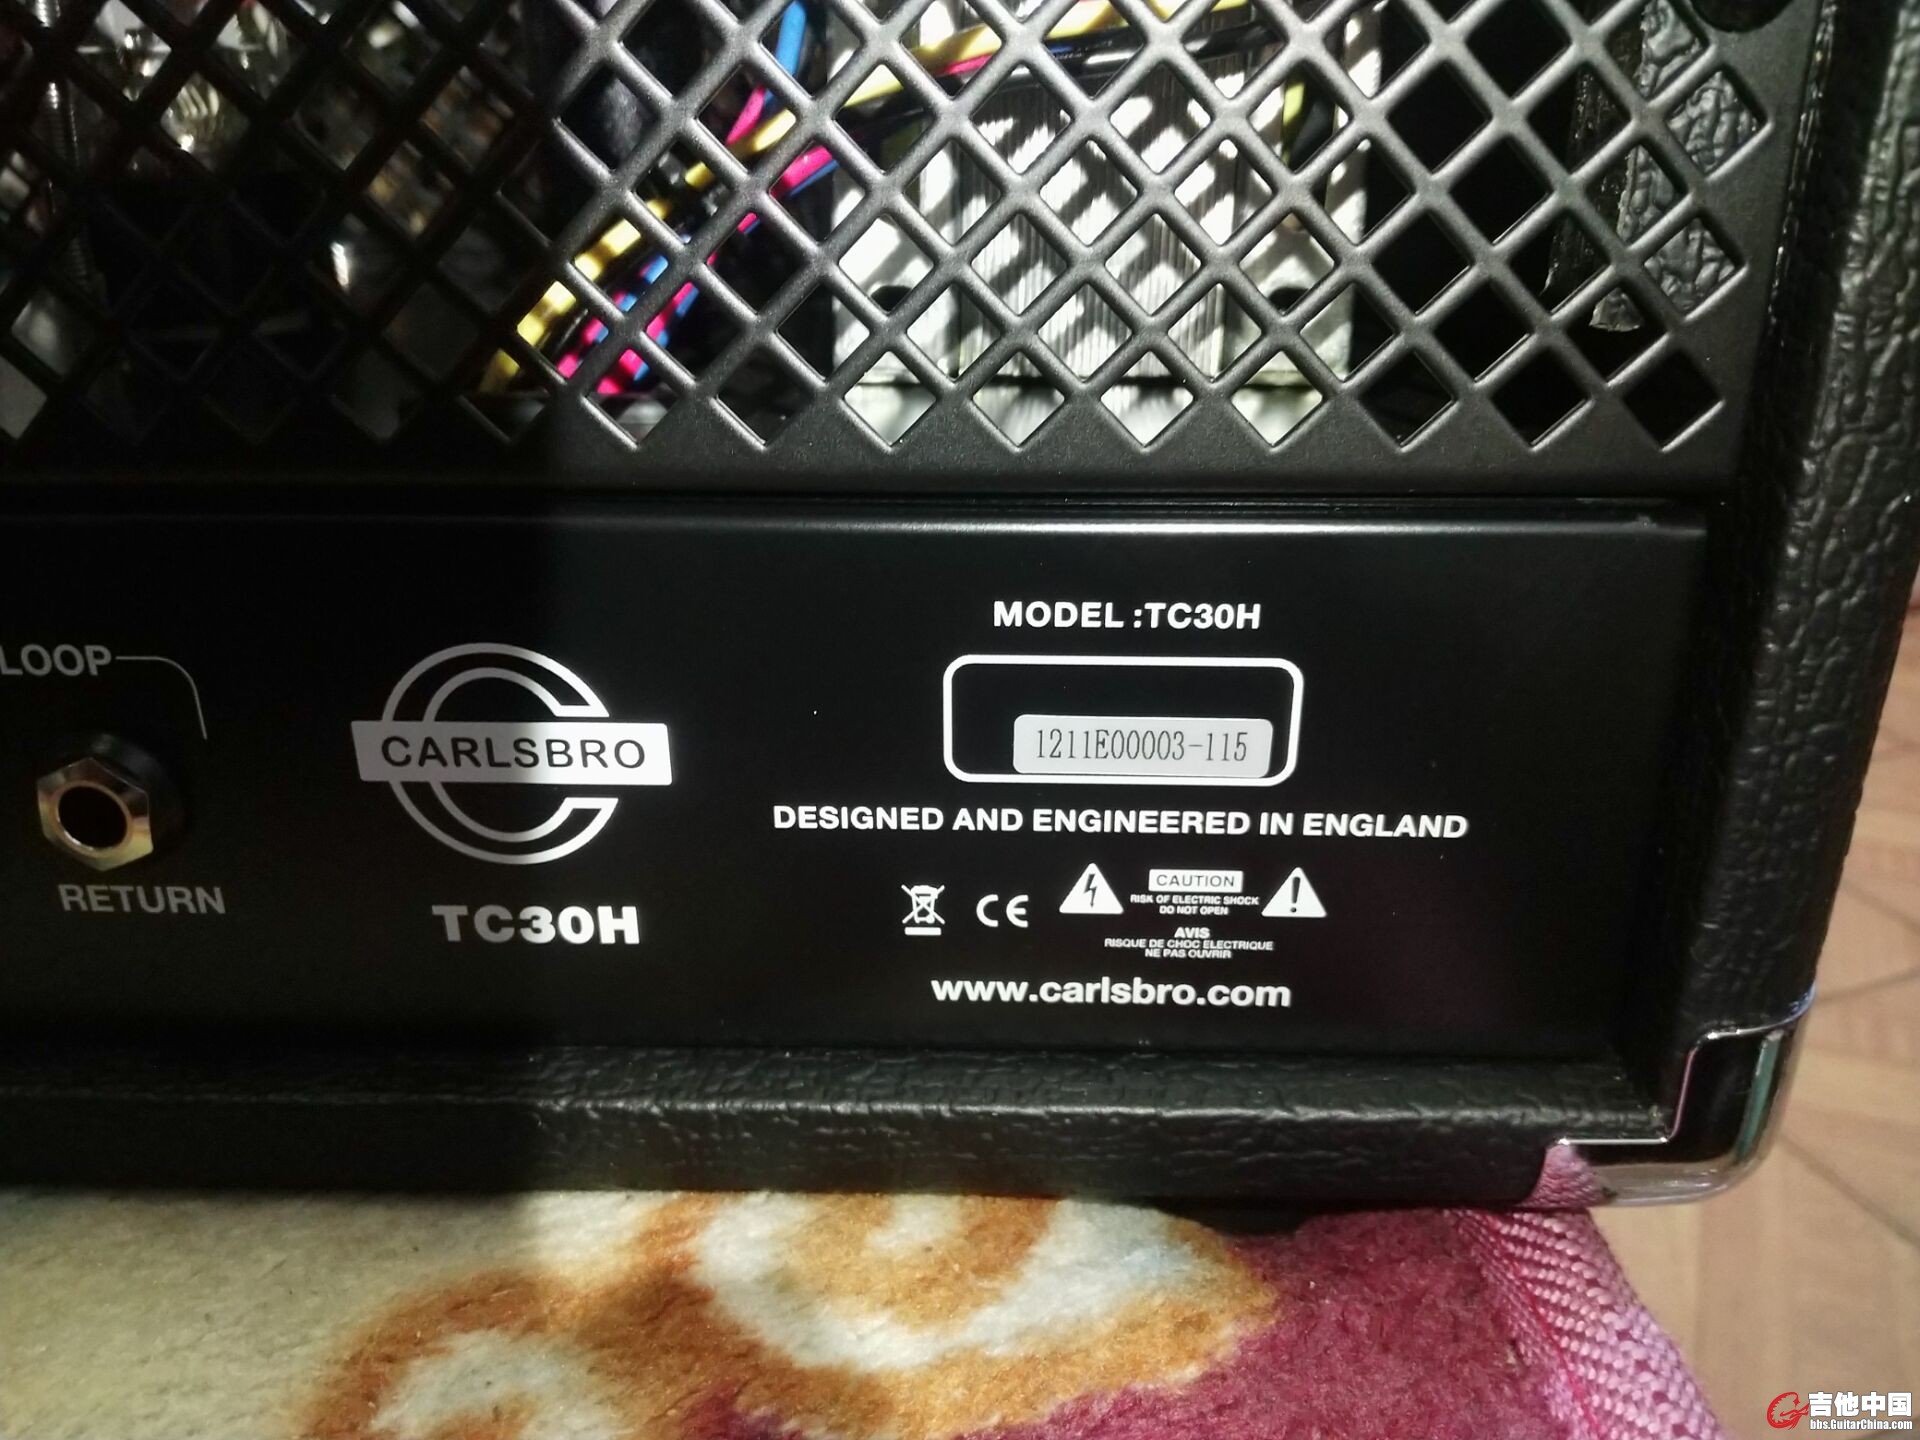 MODEL :TC30H
LOOP
CARLSBRO
1211E00003-115
DESIGNED AND ENGINEERED IN ENGLAND
RETURN
TC30H
CE
CAUTION
RISK OF ELECTRIC SHOCK
DO NOT OPEN
AVIS
RISQUE DE CHOC ELECTRIQUE
NE PAS OUVRIR
www.carlsbro.com
吉他中国
bbs.GuitarChina.com